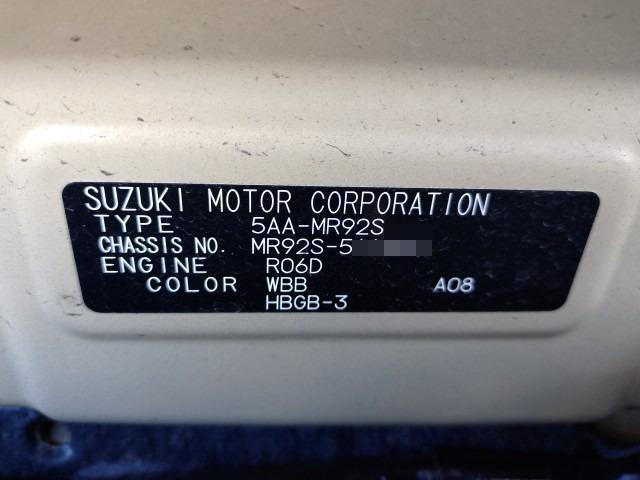 SUZUKI MOTOR CORPORATION
TYPE 5AA-MR92S
CHASSIS NO. MR92S-5
ENGINE R06D
COLOR WBB A08
HBGB-3